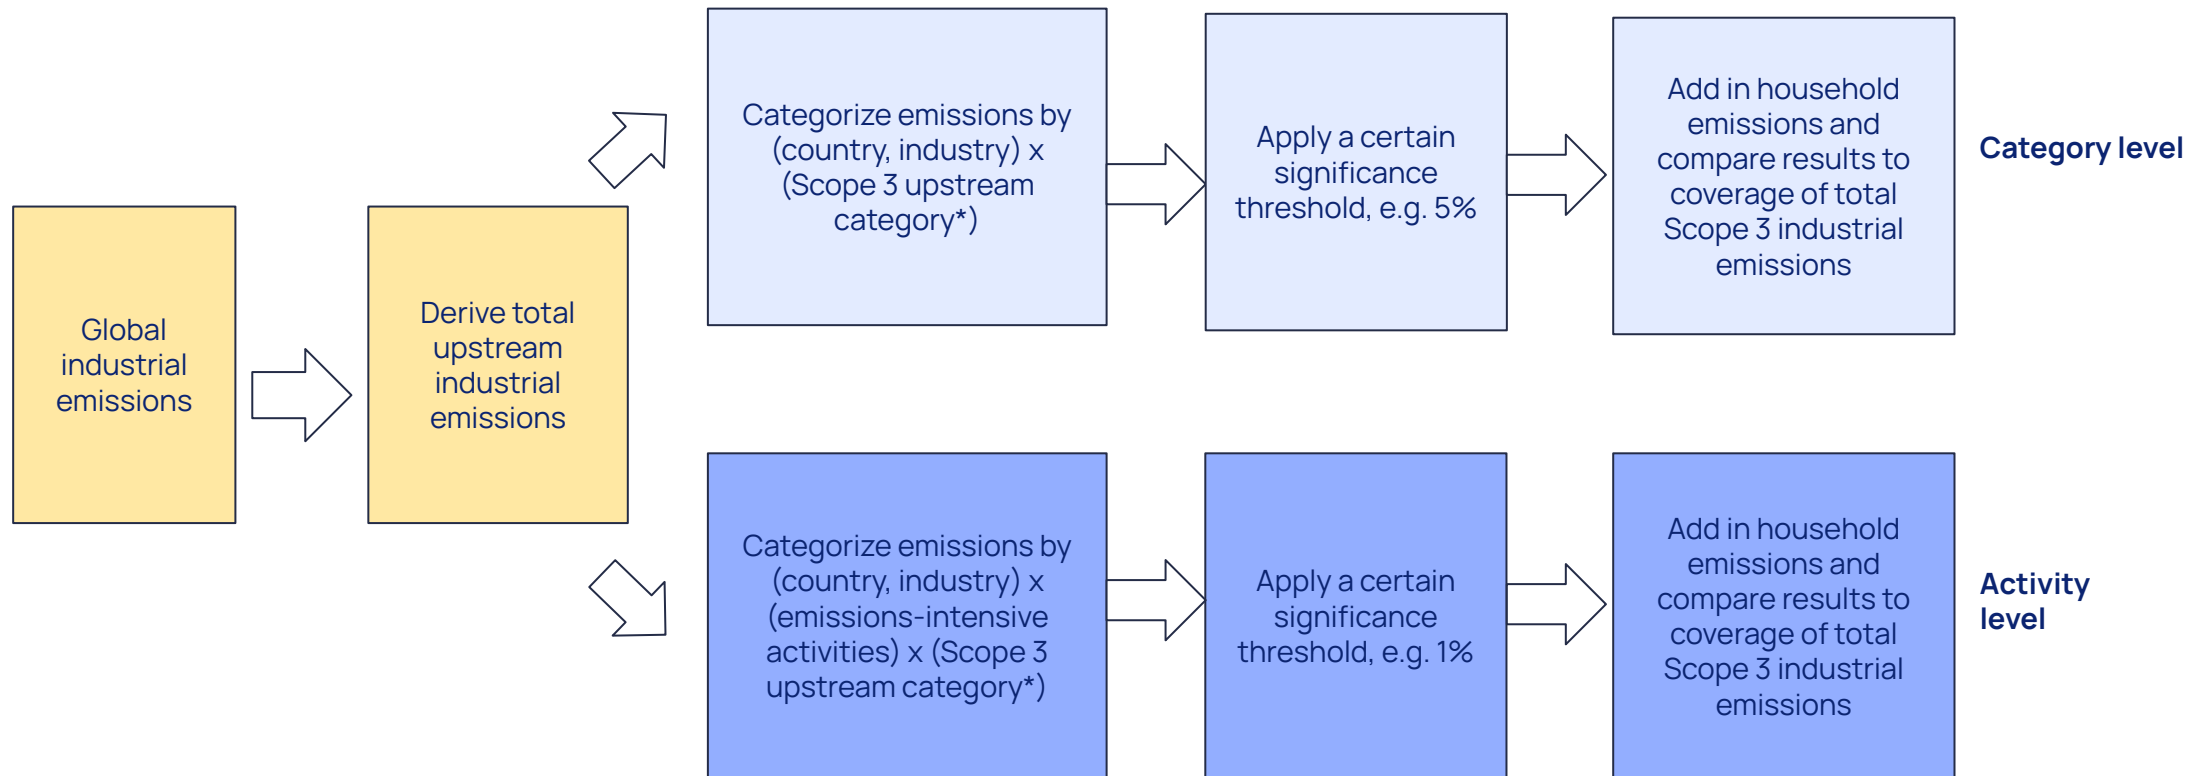 Global
industrial
emissions
Derive total
upstream
industrial
emissions
Categorize emissions by
(country, industry) x
(Scope 3 upstream
category*)
Apply a certain
significance
threshold, e.g. 5%
Add in household
emissions and
compare results to
coverage of total
Scope 3 industrial
emissions
Category level
Categorize emissions by
(country, industry) x
(emissions-intensive
activities) x (Scope 3
upstream category*)
Apply a certain
significance
threshold, e.g. 1%
Add in household
emissions and
compare results to
coverage of total
Scope 3 industrial
emissions
Activity
level